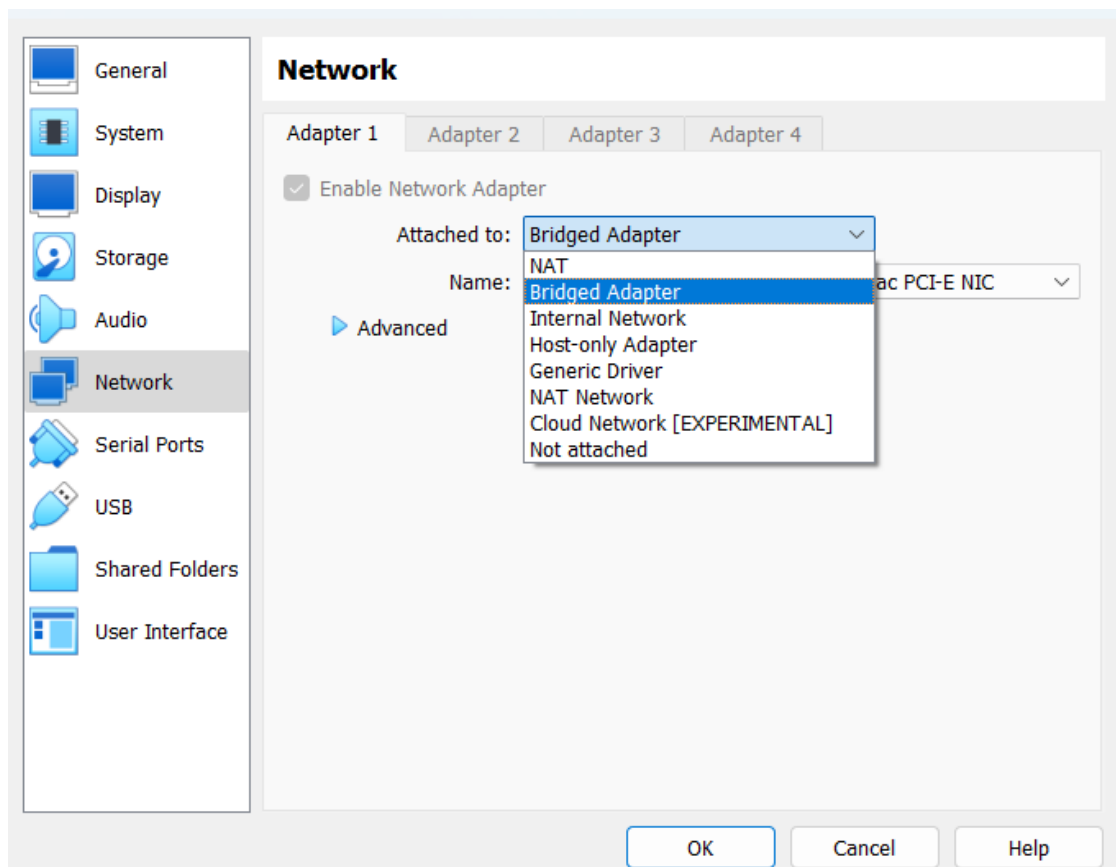 General
System
Display
Storage
Audio
Network
Serial Ports
USB
Shared Folders
User Interface
Network
Adapter 1 Adapter 2 Adapter 3 Adapter 4
Enable Network Adapter
Attached to: Bridged Adapter
NAT
Name: ac PCI-E NIC
Bridged Adapter
Internal Network
Advanced
Host-only Adapter
Generic Driver
NAT Network
Cloud Network [EXPERIMENTAL]
Not attached
OK Cancel Help